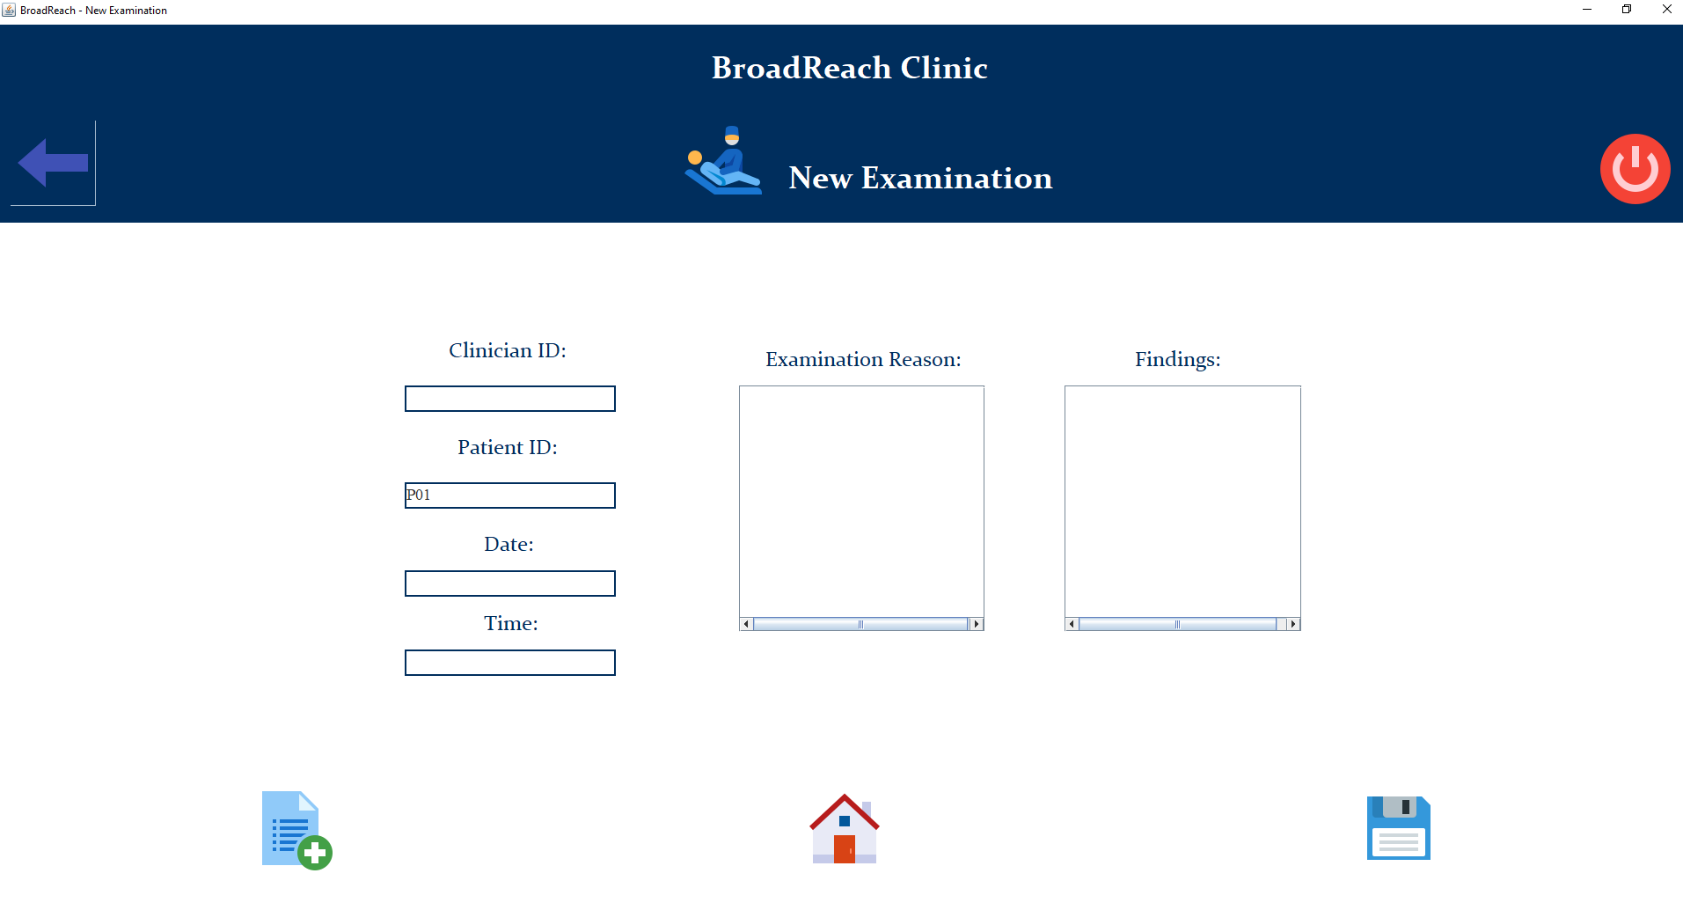 BroadReach - New Examination
BroadReach Clinic
New Examination
Clinician ID:
Patient ID:
P01
Date:
Time:
Examination Reason:
Findings: